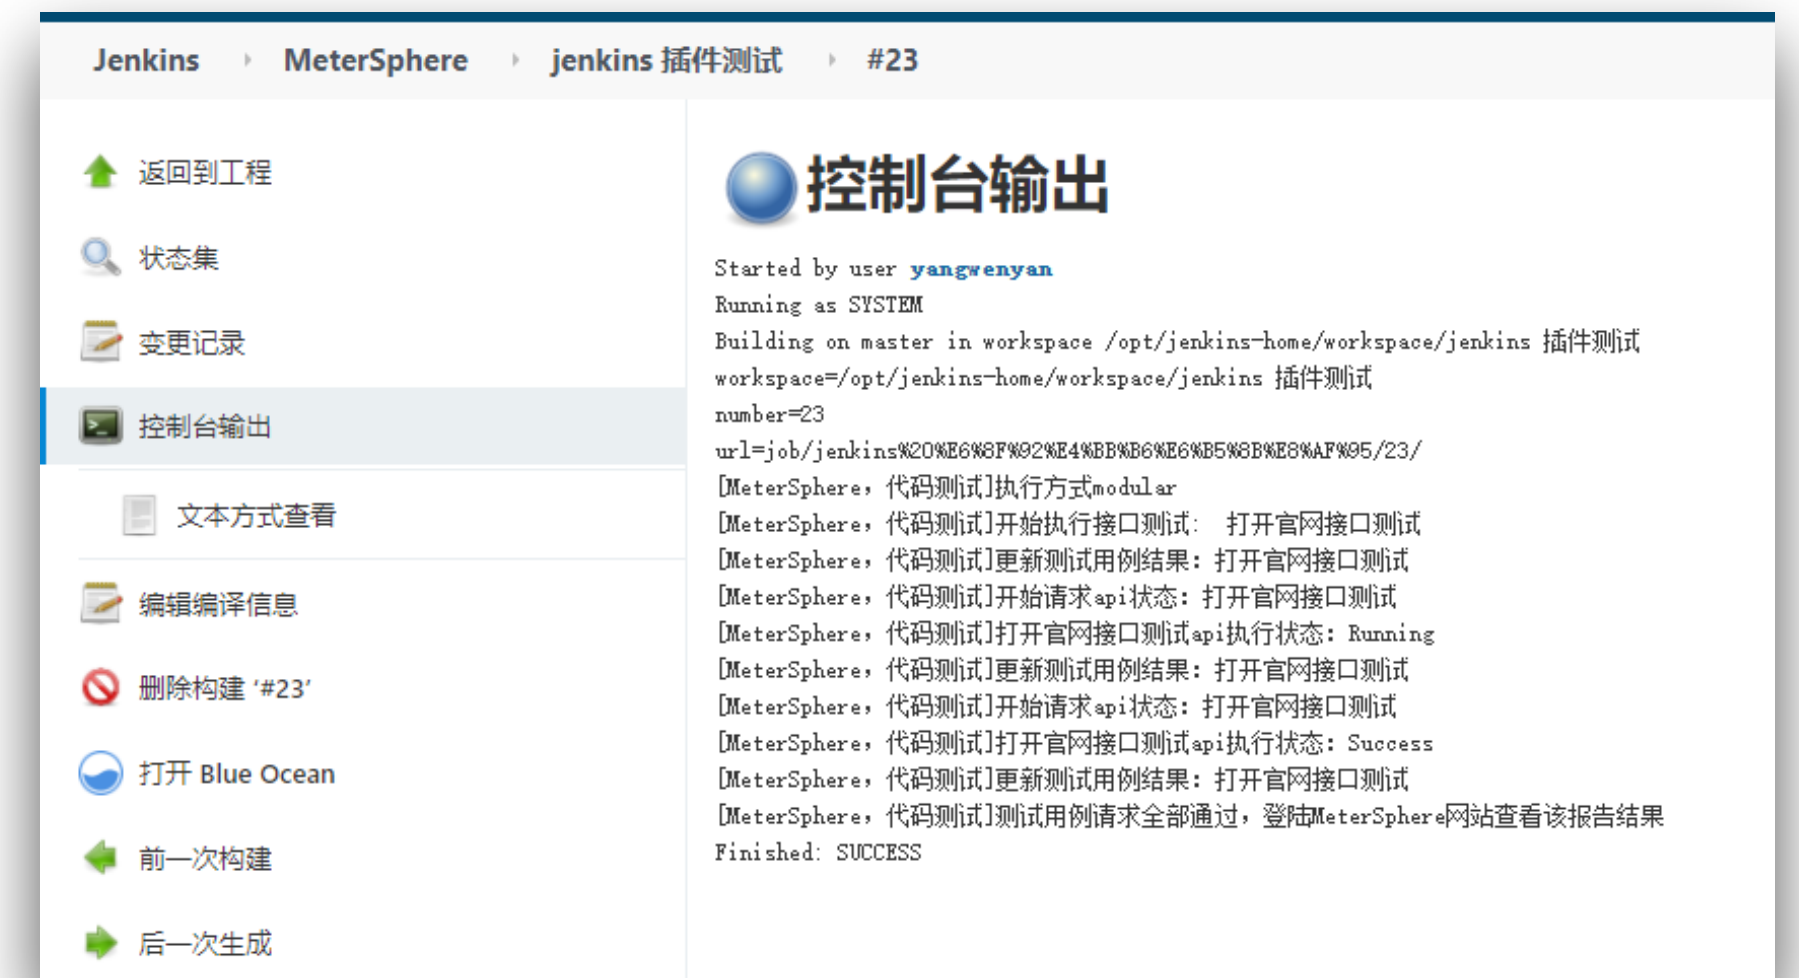 Jenkins MeterSphere jenkins 插件测试 #23
返回到工程
状态集
变更记录
控制台输出
文本方式查看
编辑编译信息
删除构建 ‘#23’
打开 Blue Ocean
前一次构建
后一次生成
控制台输出
Started by user yangwenyan
Running as SYSTEM
Building on master in workspace /opt/jenkins-home/workspace/jenkins 插件测试
workspace=/opt/jenkins-home/workspace/jenkins 插件测试
number=23
url=job/jenkins%20%E6%8F%92%E4%BB%B6%E6%B5%8B%E8%AF%95/23/
[MeterSphere，代码测试]执行方式modular
[MeterSphere，代码测试]开始执行接口测试： 打开官网接口测试
[MeterSphere，代码测试]更新测试用例结果：打开官网接口测试
[MeterSphere，代码测试]开始请求api状态：打开官网接口测试
[MeterSphere，代码测试]打开官网接口测试api执行状态：Running
[MeterSphere，代码测试]更新测试用例结果：打开官网接口测试
[MeterSphere，代码测试]开始请求api状态：打开官网接口测试
[MeterSphere，代码测试]打开官网接口测试api执行状态：Success
[MeterSphere，代码测试]更新测试用例结果：打开官网接口测试
[MeterSphere，代码测试]测试用例请求全部通过，登陆MeterSphere网站查看该报告结果
Finished: SUCCESS